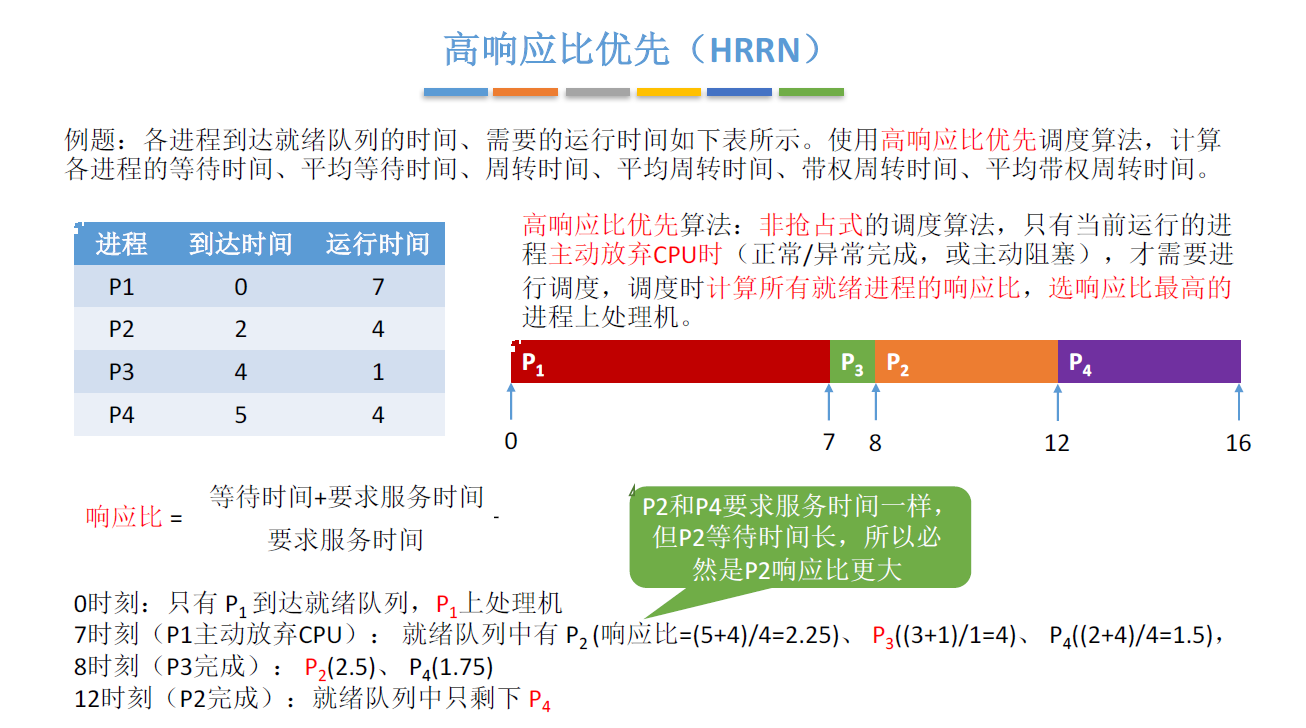 高响应比优先（HRRN）
例题：各进程到达就绪队列的时间、需要的运行时间如下表所示。使用高响应比优先调度算法，计算
各进程的等待时间、平均等待时间、周转时间、平均周转时间、带权周转时间、平均带权周转时间。
进程 到达时间 运行时间
P1 0 7
P2 2 4
P3 4 1
P4 5 4
高响应比优先算法：非抢占式的调度算法，只有当前运行的进
程主动放弃CPU时（正常/异常完成，或主动阻塞），才需要进
行调度，调度时计算所有就绪进程的响应比，选响应比最高的
进程上处理机。
P1 P3 P2 P4
0 7 8 12 16
响应比 =
等待时间+要求服务时间
要求服务时间
P2和P4要求服务时间一样，
但P2等待时间长，所以必
然是P2响应比更大
0时刻：只有 P1 到达就绪队列，P1上处理机
7时刻（P1主动放弃CPU）： 就绪队列中有 P2 (响应比=(5+4)/4=2.25)、 P3((3+1)/1=4)、 P4((2+4)/4=1.5)，
8时刻（P3完成）： P2(2.5)、 P4(1.75)
12时刻（P2完成）：就绪队列中只剩下 P4